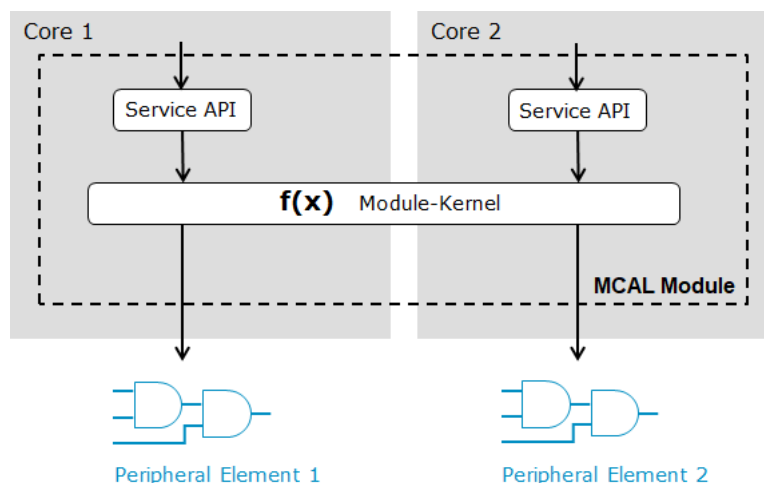 Core 1
Core 2
Service API
Service API
f(x) Module-Kernel
MCAL Module
Peripheral Element 1
Peripheral Element 2